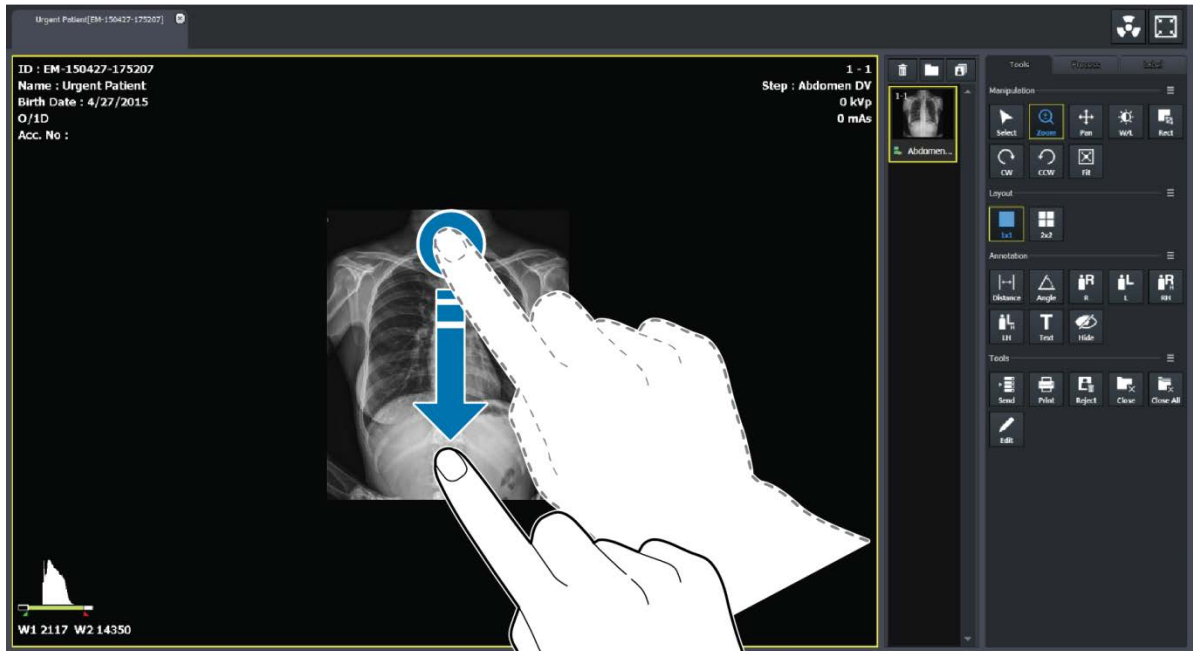 Urgent Patient[EM-150427-175207]
ID : EM-150427-175207
Name : Urgent Patient
Birth Date : 4/27/2015
O/1D
Acc. No :
1 - 1
Step : Abdomen DV
0 kVp
0 mAs
W1 2117 W2 14350
1-1
Abdomen...
Tools Process Label
Manipulation
Select Zoom Pan W/L Rect
CW CCW Fit
Layout
1x1 2x2
Annotation
Distance Angle R L RH
LH Text Hide
Tools
Send Print Reject Close Close All
Edit